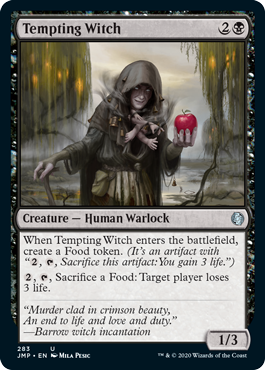 Tempting Witch 2
Creature — Human Warlock
When Tempting Witch enters the battlefield,
create a Food token. (It's an artifact with
"2, , Sacrifice this artifact:You gain 3 life.")
2, , Sacrifice a Food: Target player loses
3 life.
"Murder clad in crimson beauty,
An end to life and love and duty."
—Barrow witch incantation
1/3
283 U
JMP • EN Mila Pesic
™ & © 2020 Wizards of the Coast